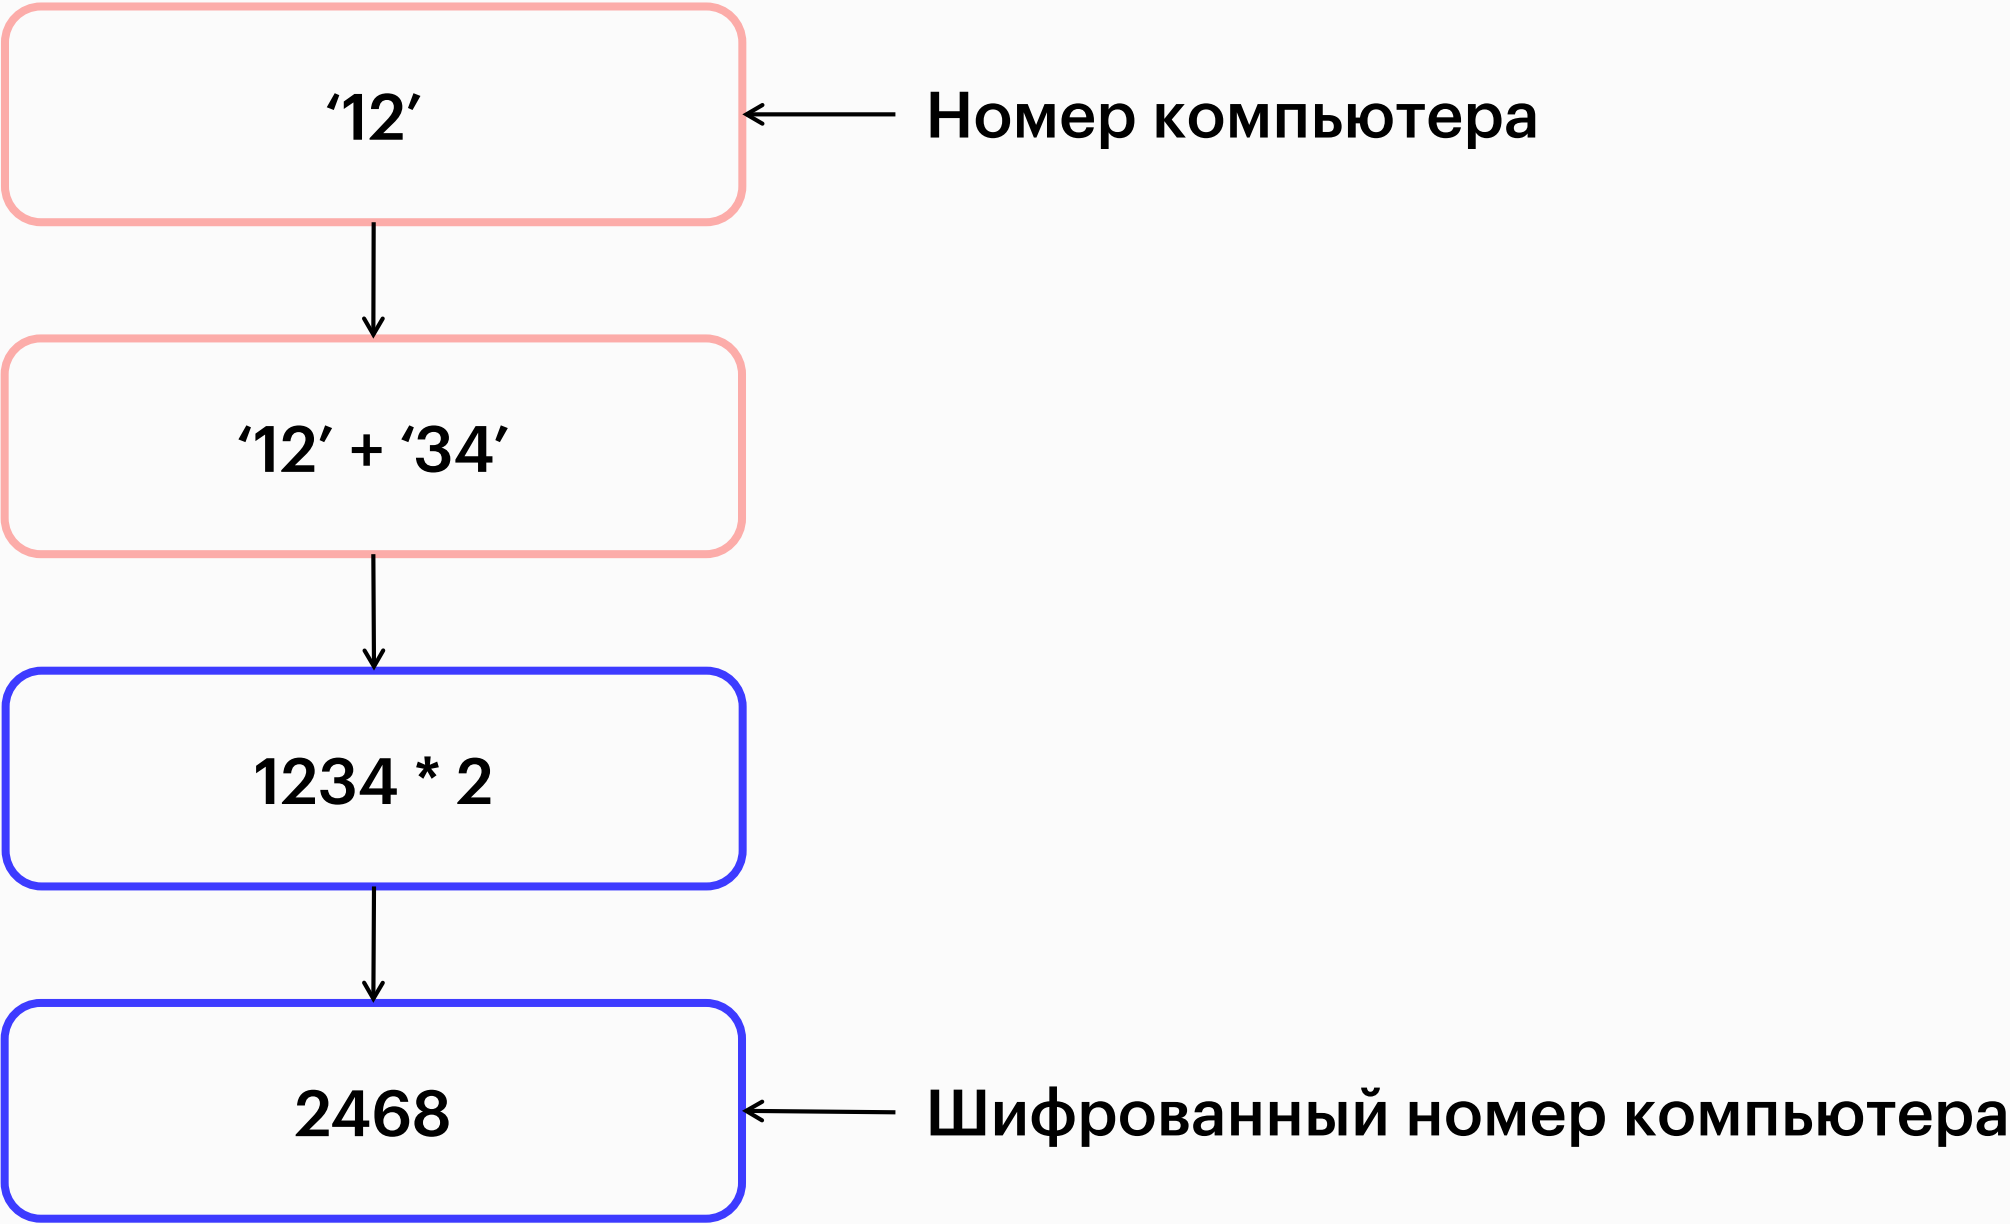 ‘12’
Номер компьютера
‘12’ + ‘34’
1234 * 2
2468
Шифрованный номер компьютера